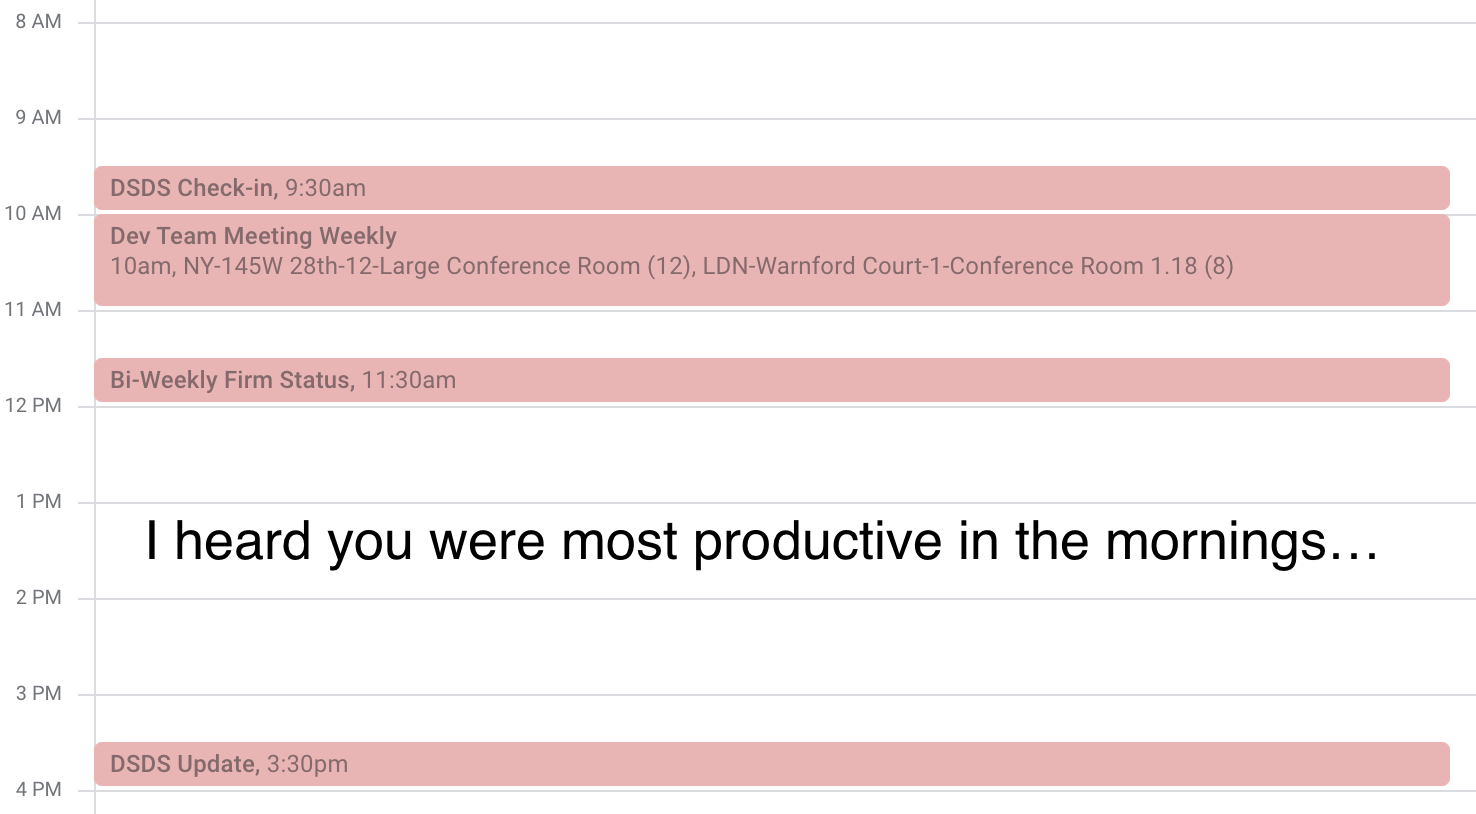 8 AM
9 AM
DSDS Check-in, 9:30am
10 AM
Dev Team Meeting Weekly
10am, NY-145W 28th-12-Large Conference Room (12), LDN-Warnford Court-1-Conference Room 1.18 (8)
11 AM
Bi-Weekly Firm Status, 11:30am
12 PM
1 PM
I heard you were most productive in the mornings…
2 PM
3 PM
DSDS Update, 3:30pm
4 PM